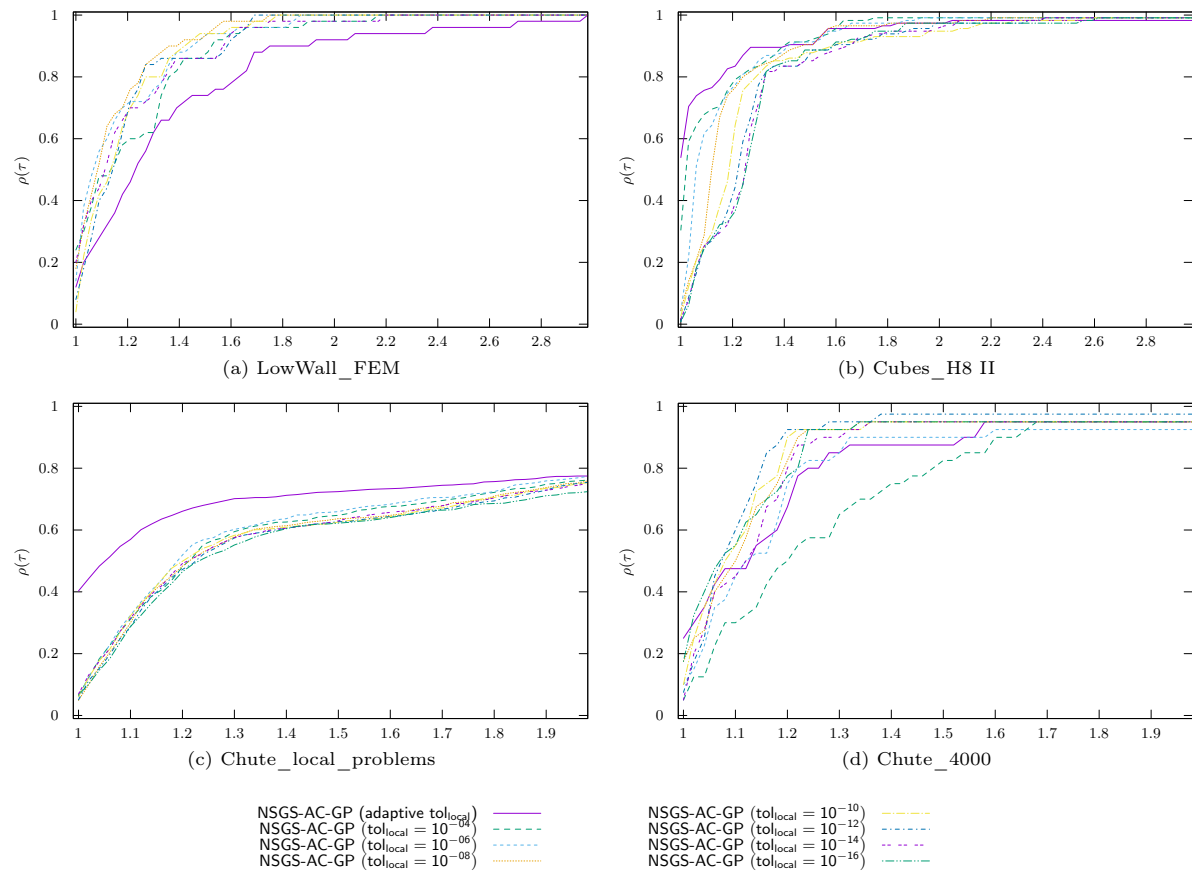 1
0.8
0.6
0.4
0.2
0
ρ(τ)
1 1.2 1.4 1.6 1.8 2 2.2 2.4 2.6 2.8
(a) LowWall_FEM
1
0.8
0.6
0.4
0.2
0
ρ(τ)
1 1.2 1.4 1.6 1.8 2 2.2 2.4 2.6 2.8
(b) Cubes_H8 II
1
0.8
0.6
0.4
0.2
0
ρ(τ)
1 1.1 1.2 1.3 1.4 1.5 1.6 1.7 1.8 1.9
(c) Chute_local_problems
1
0.8
0.6
0.4
0.2
0
ρ(τ)
1 1.1 1.2 1.3 1.4 1.5 1.6 1.7 1.8 1.9
(d) Chute_4000
NSGS-AC-GP (adaptive tol_local)
NSGS-AC-GP (tol_local = 10^−04)
NSGS-AC-GP (tol_local = 10^−06)
NSGS-AC-GP (tol_local = 10^−08)
NSGS-AC-GP (tol_local = 10^−10)
NSGS-AC-GP (tol_local = 10^−12)
NSGS-AC-GP (tol_local = 10^−14)
NSGS-AC-GP (tol_local = 10^−16)